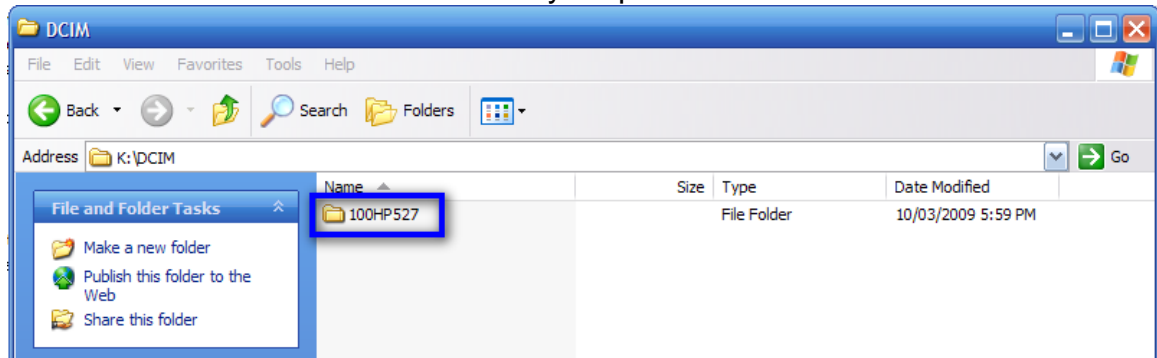 DCIM
File Edit View Favorites Tools Help
Back Search Folders
Address K:\DCIM Go
Name Size Type Date Modified
File and Folder Tasks
100HP527 File Folder 10/03/2009 5:59 PM
Make a new folder
Publish this folder to the
Web
Share this folder